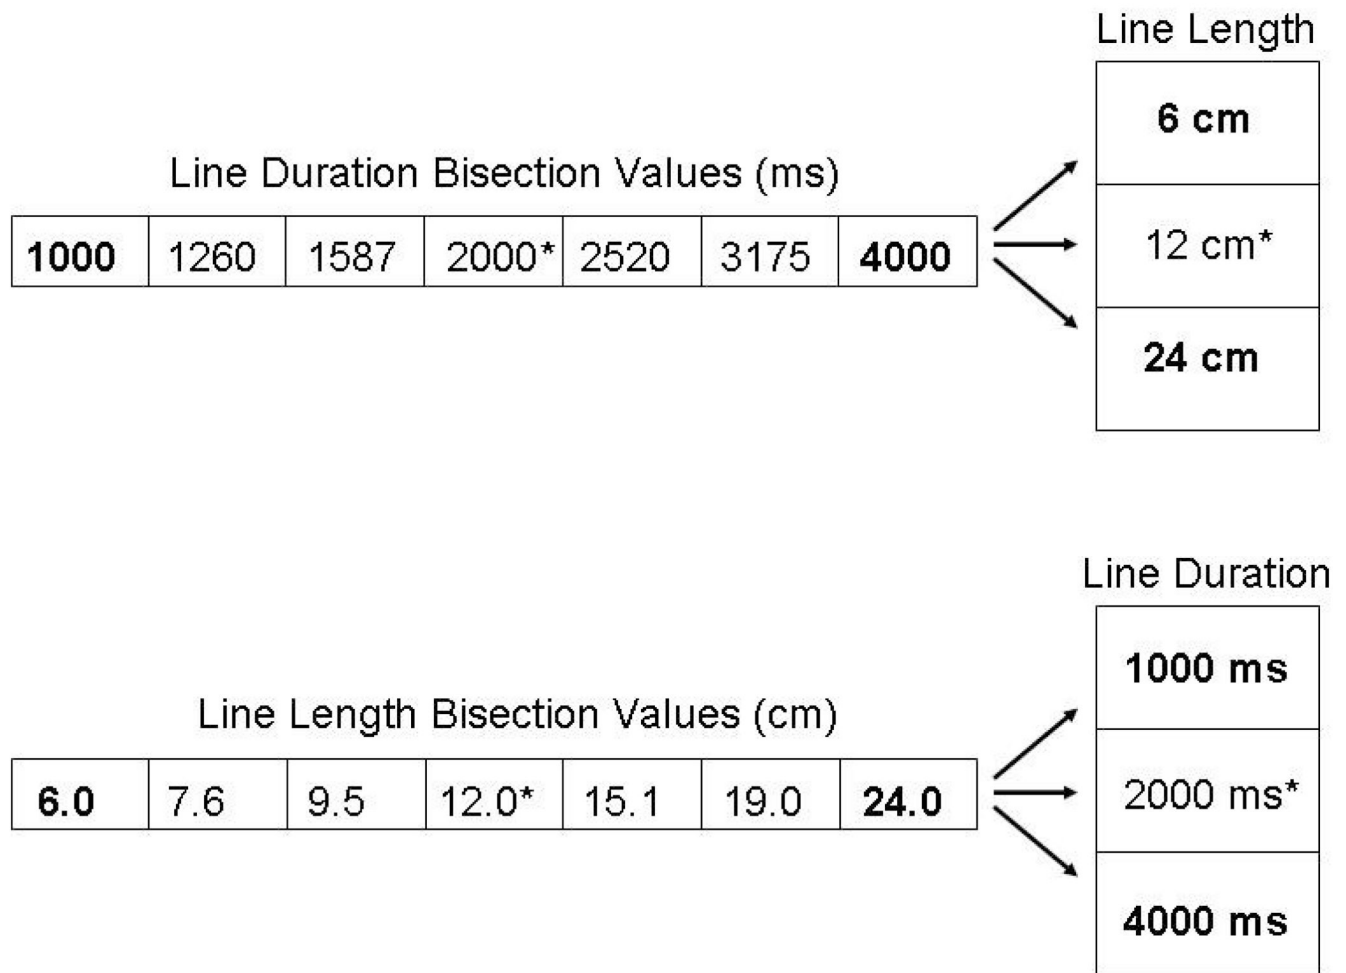 Line Length
6 cm
12 cm*
24 cm
Line Duration Bisection Values (ms)
1000 1260 1587 2000* 2520 3175 4000
Line Duration
1000 ms
2000 ms*
4000 ms
Line Length Bisection Values (cm)
6.0 7.6 9.5 12.0* 15.1 19.0 24.0